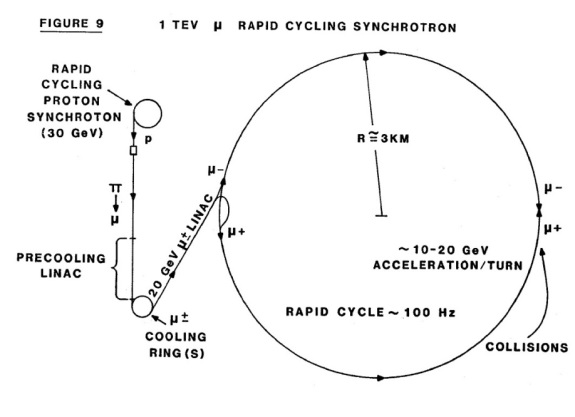 FIGURE 9
1 TEV μ RAPID CYCLING SYNCHROTRON
RAPID
CYCLING
PROTON
SYNCHROTON
(30 GeV)
p
π
μ
PRECOOLING
LINAC
20 GeV μ± LINAC
μ±
COOLING
RING(S)
μ-
μ+
R≅3KM
~10-20 GeV
ACCELERATION/TURN
RAPID CYCLE ~ 100 Hz
μ-
μ+
COLLISIONS